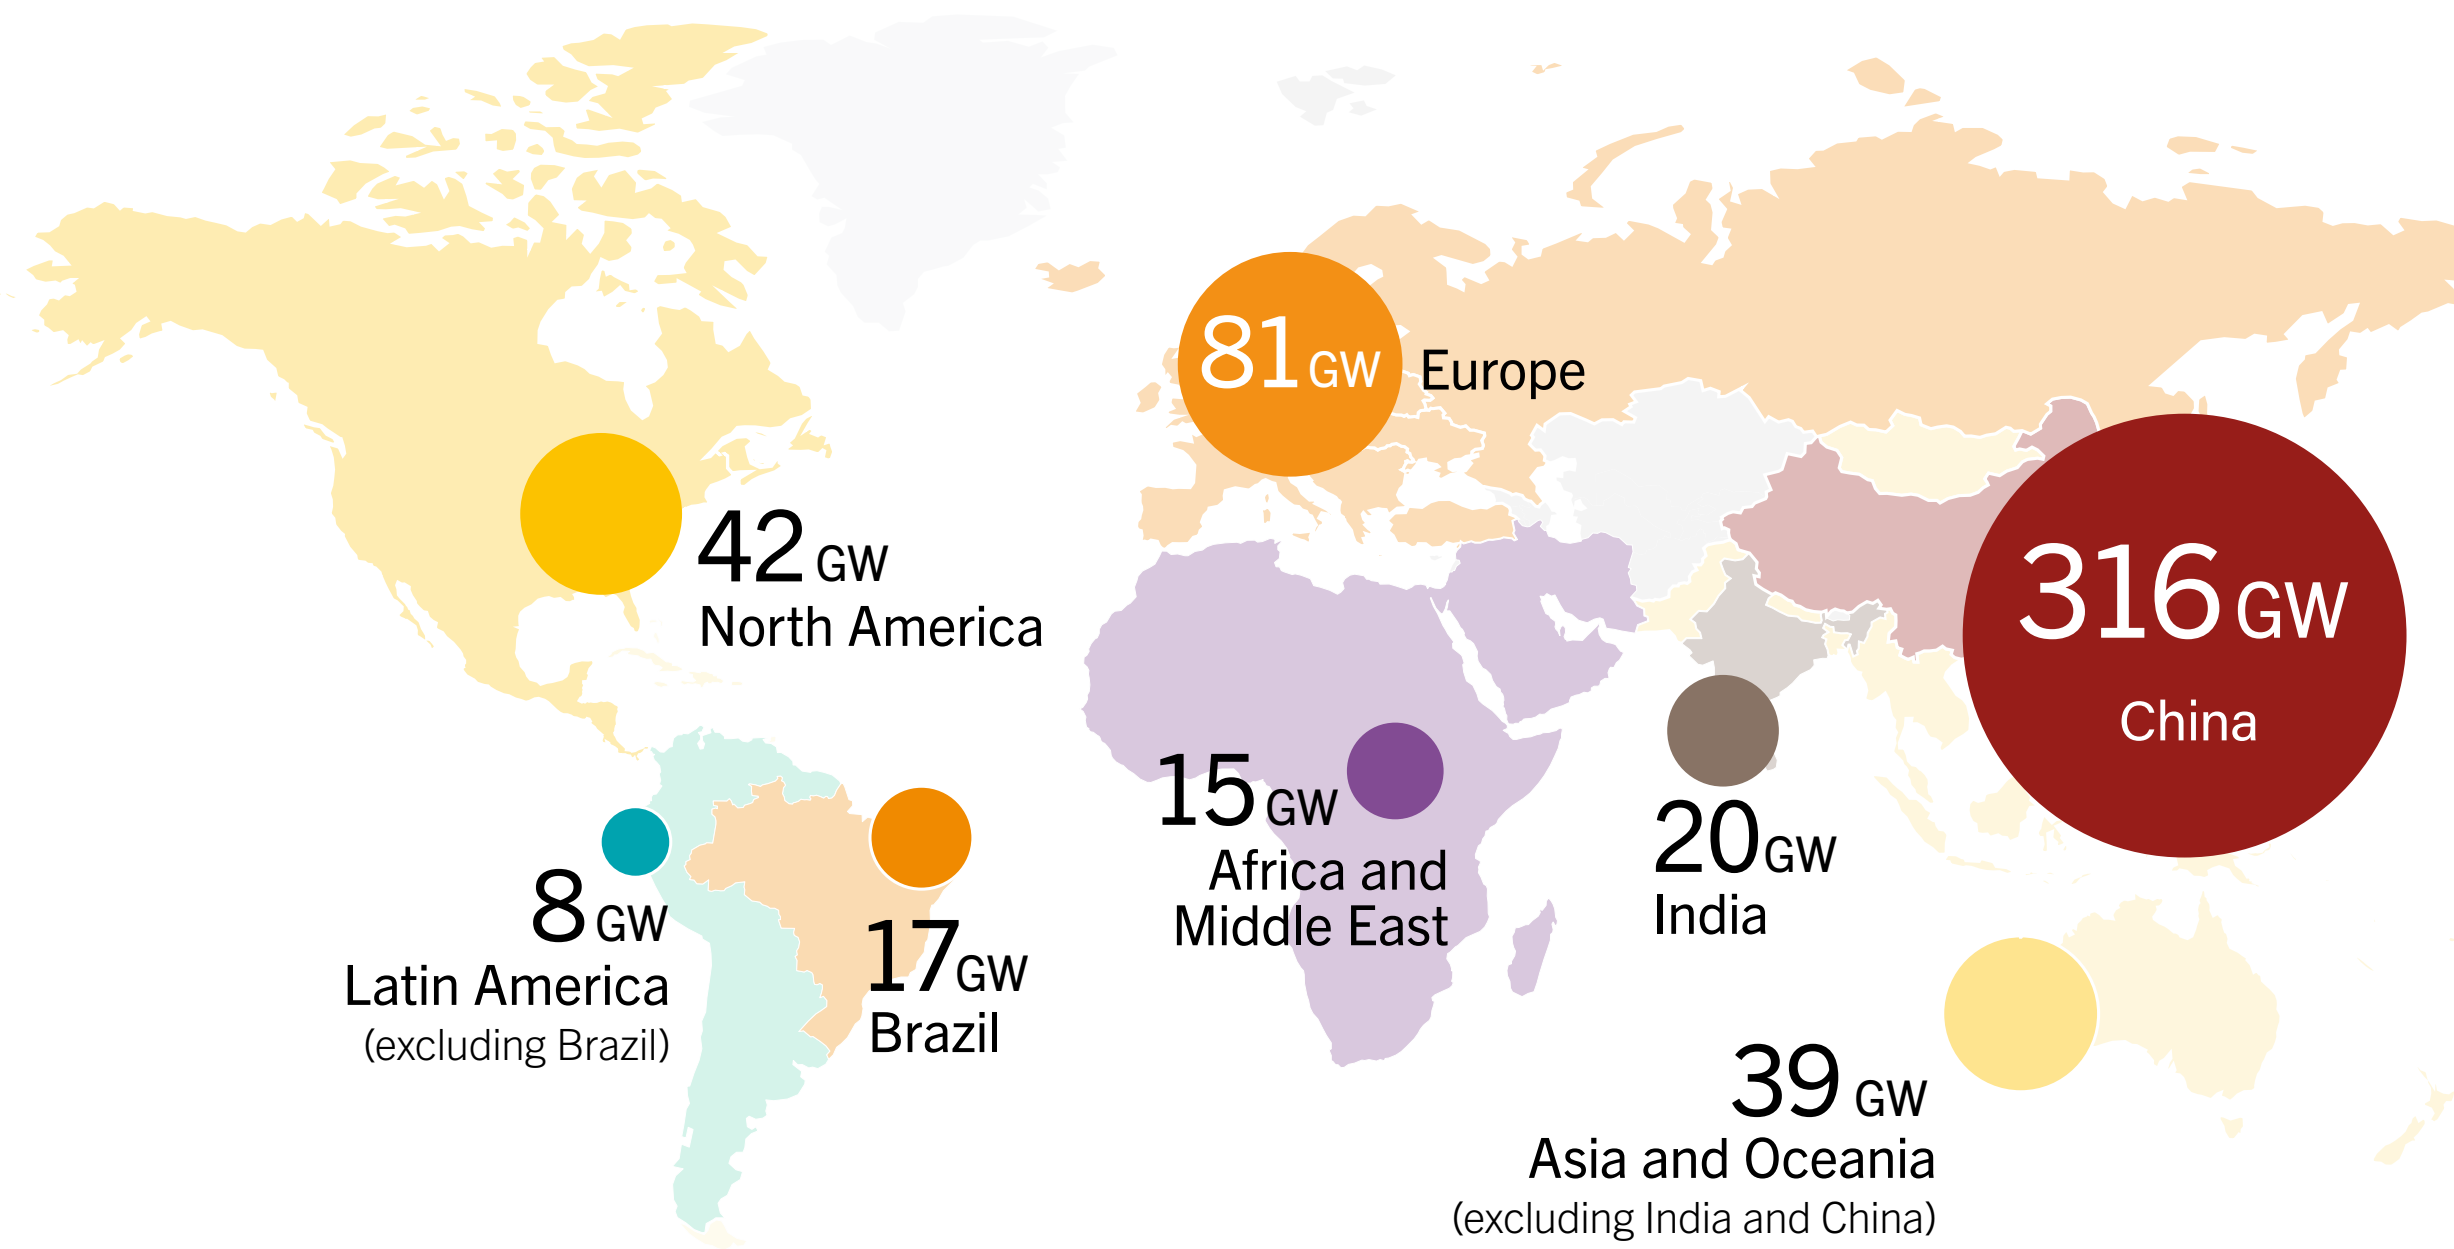 81 GW
Europe
42 GW
North America
316 GW
China
15 GW
Africa and
Middle East
20 GW
India
8 GW
Latin America
(excluding Brazil)
17 GW
Brazil
39 GW
Asia and Oceania
(excluding India and China)